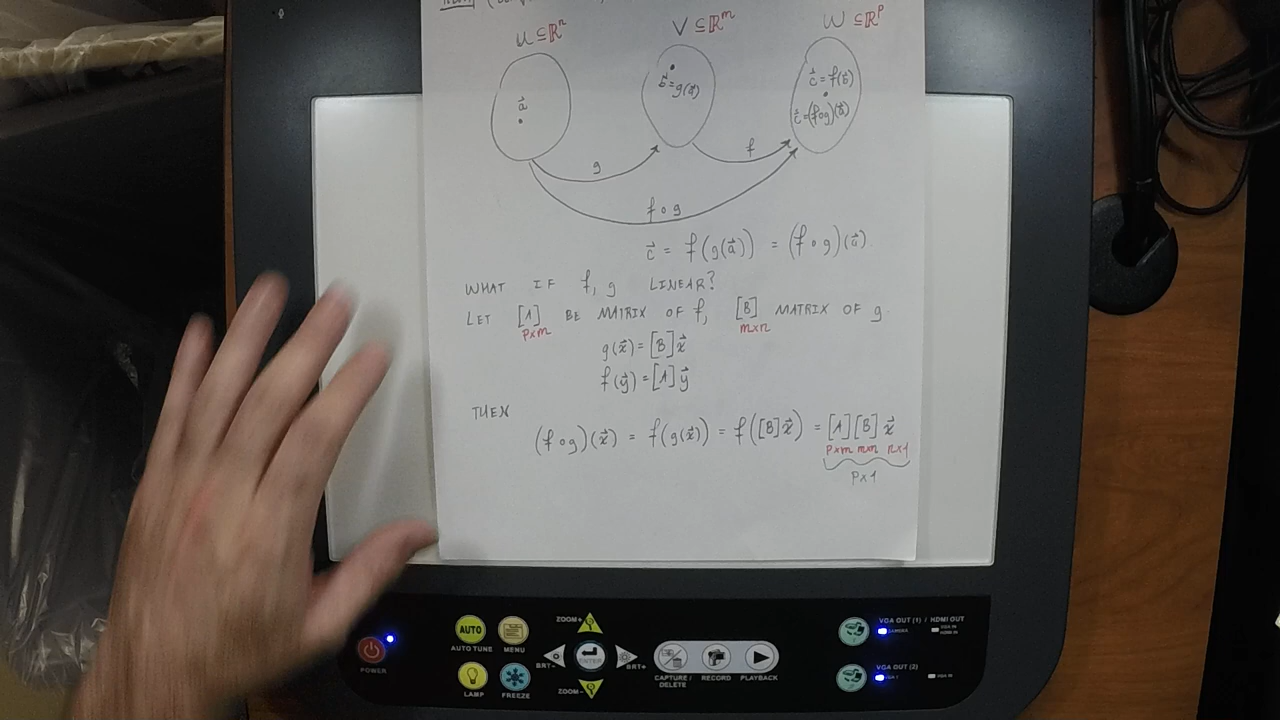 U ⊆ ℝⁿ V ⊆ ℝᵐ W ⊆ ℝᵖ
a⃗
b⃗ = g(a⃗)
c⃗ = f(b⃗)
c⃗ = (f∘g)(a⃗)
g f
f∘g
c⃗ = f(g(a⃗)) = (f∘g)(a⃗).
WHAT IF f, g LINEAR?
LET [A] BE MATRIX OF f, [B] MATRIX OF g.
p×m m×n
g(x⃗) = [B]x⃗
f(y⃗) = [A]y⃗
THEN
(f∘g)(x⃗) = f(g(x⃗)) = f([B]x⃗) = [A][B]x⃗
p×m m×n n×1
p×1
AUTO MENU
AUTO TUNE
LAMP FREEZE
POWER
ZOOM+
BRT- ENTER BRT+
ZOOM-
CAPTURE / DELETE RECORD PLAYBACK
VGA OUT (1) / HDMI OUT
CAMERA
VGA OUT (2)